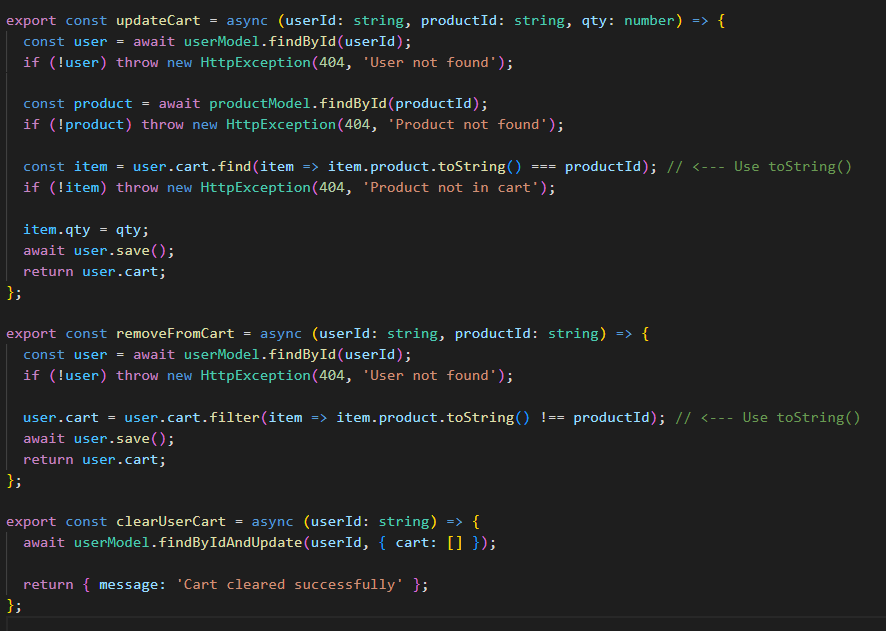 export const updateCart = async (userId: string, productId: string, qty: number) => {
  const user = await userModel.findById(userId);
  if (!user) throw new HttpException(404, 'User not found');

  const product = await productModel.findById(productId);
  if (!product) throw new HttpException(404, 'Product not found');

  const item = user.cart.find(item => item.product.toString() === productId); // <--- Use toString()
  if (!item) throw new HttpException(404, 'Product not in cart');

  item.qty = qty;
  await user.save();
  return user.cart;
};

export const removeFromCart = async (userId: string, productId: string) => {
  const user = await userModel.findById(userId);
  if (!user) throw new HttpException(404, 'User not found');

  user.cart = user.cart.filter(item => item.product.toString() !== productId); // <--- Use toString()
  await user.save();
  return user.cart;
};

export const clearUserCart = async (userId: string) => {
  await userModel.findByIdAndUpdate(userId, { cart: [] });

  return { message: 'Cart cleared successfully' };
};